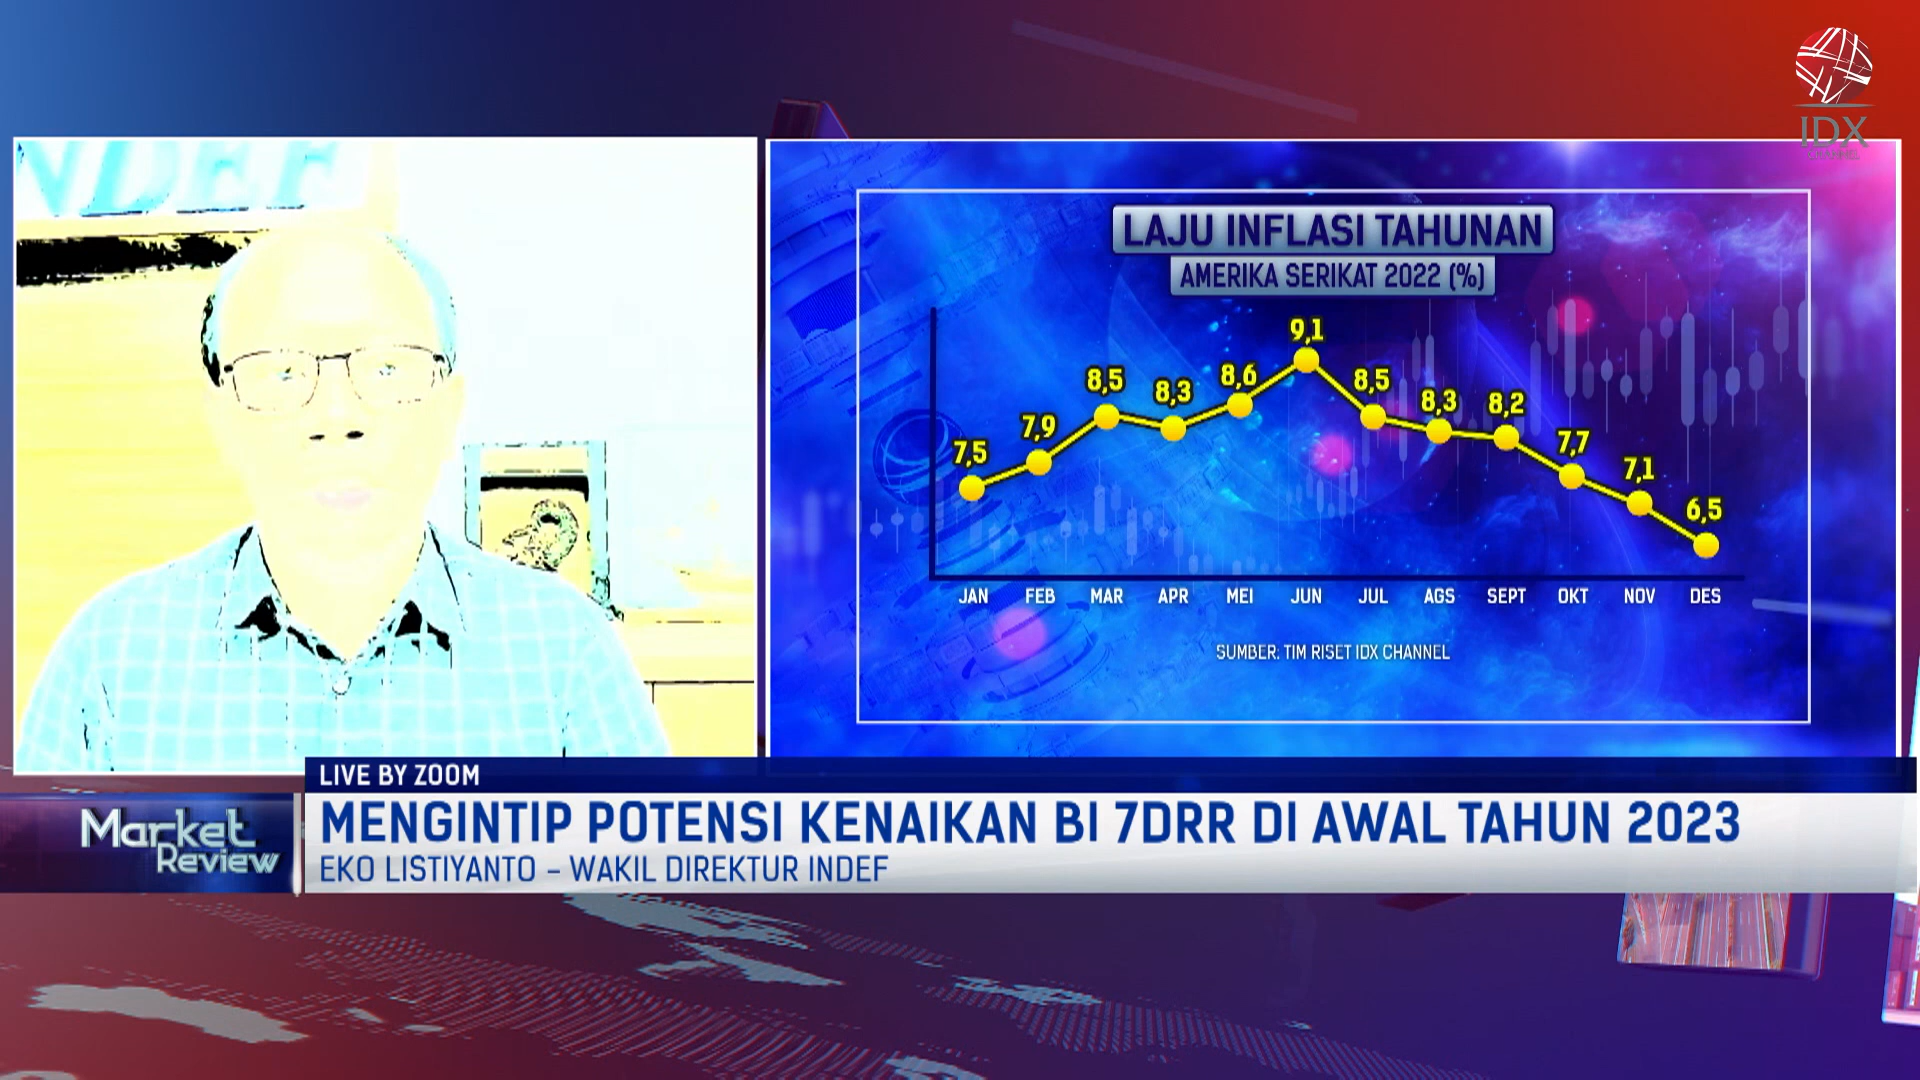 IDX
CHANNEL
NDEF
LAJU INFLASI TAHUNAN
AMERIKA SERIKAT 2022 (%)
7,5
7,9
8,5
8,3
8,6
9,1
8,5
8,3
8,2
7,7
7,1
6,5
JAN FEB MAR APR MEI JUN JUL AGS SEPT OKT NOV DES
SUMBER: TIM RISET IDX CHANNEL
LIVE BY ZOOM
Market
Review
MENGINTIP POTENSI KENAIKAN BI 7DRR DI AWAL TAHUN 2023
EKO LISTIYANTO – WAKIL DIREKTUR INDEF